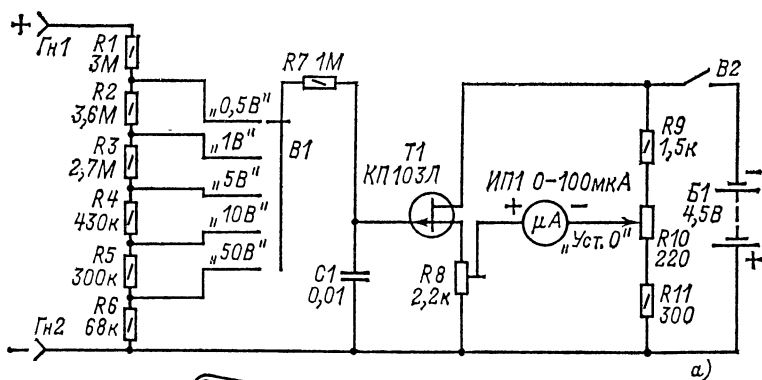 + Гн1
R1
3М
R2
3,6М
R3
2,7М
R4
430к
R5
300к
R6
68к
− Гн2
„0,5В"
„1В"
„5В"
„10В"
„50В"
В1
R7 1М
C1
0,01
Т1
КП103Л
R8
2,2к
ИП1 0-100мкА
+ −
μA
„Уст. 0"
R9
1,5к
R10
220
R11
300
В2
−
Б1
4,5В
+
а)